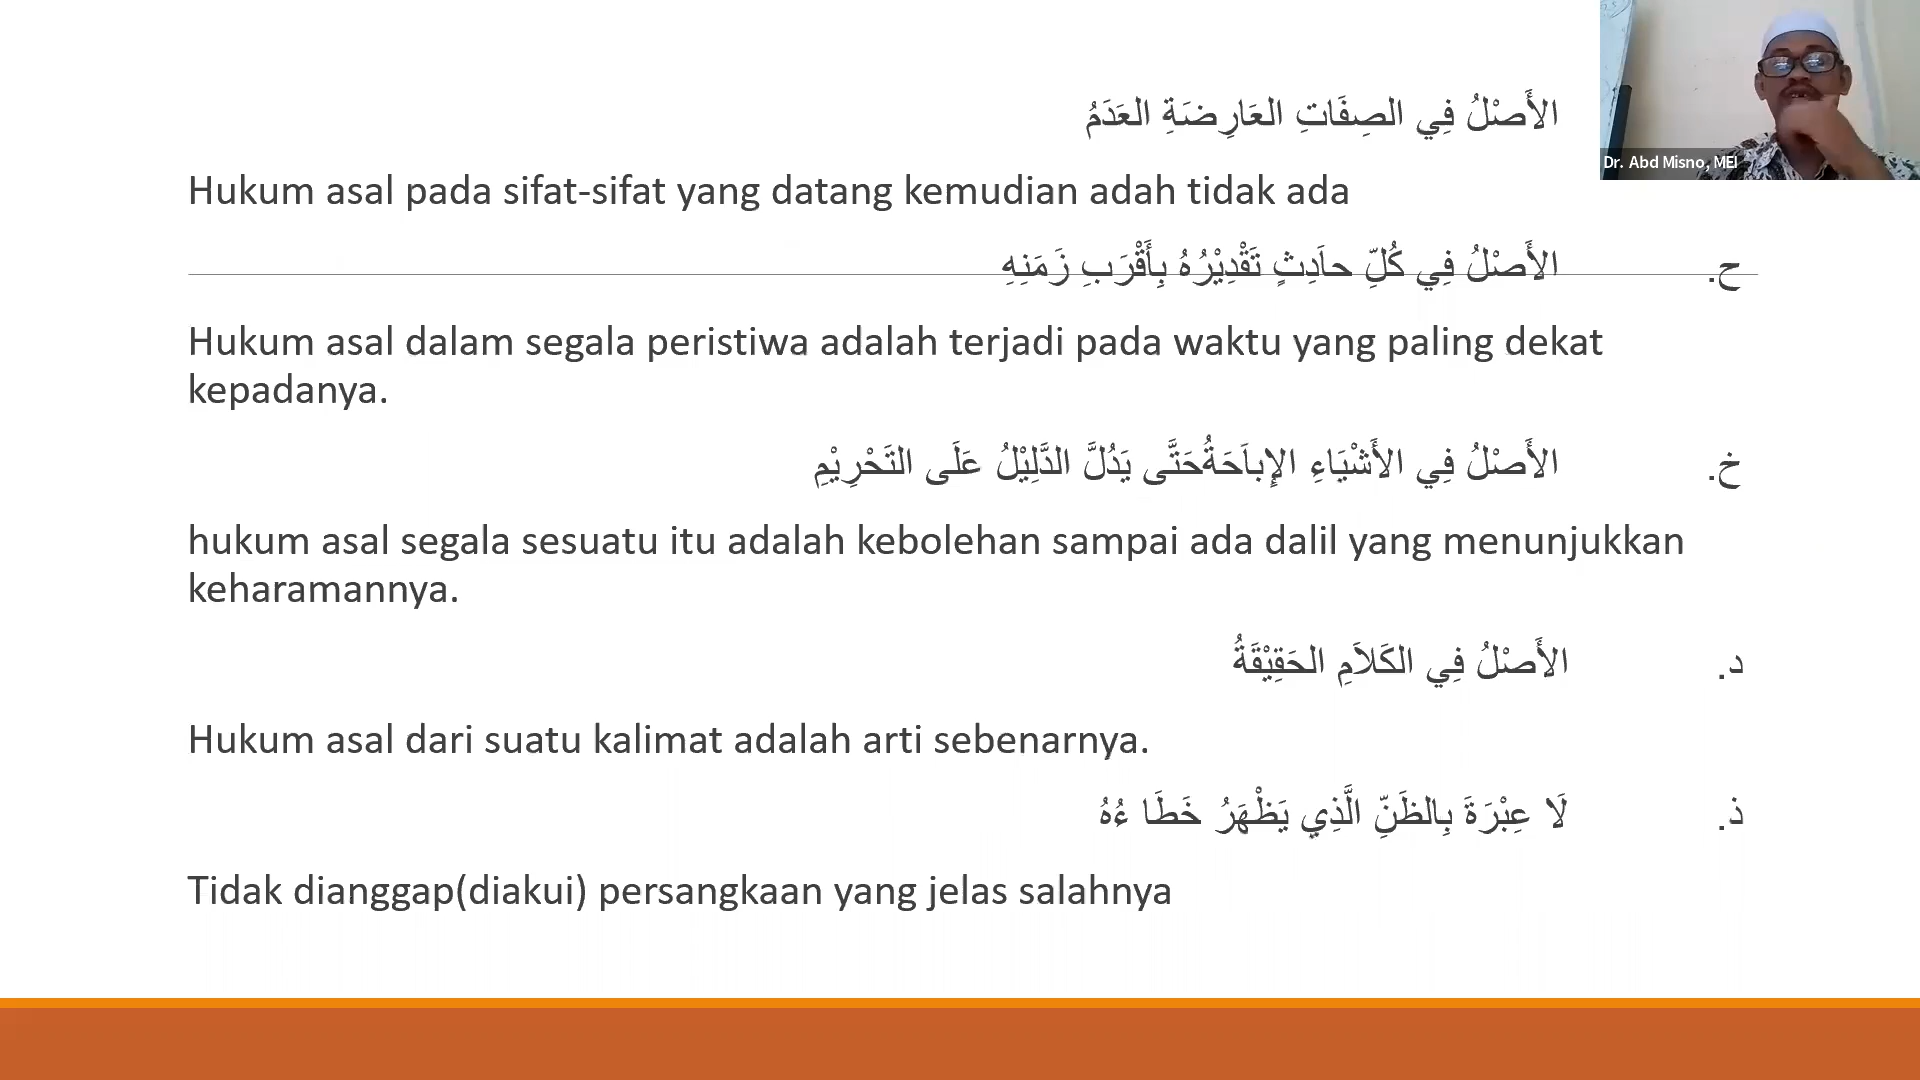 الأَصْلُ فِي الصِفَاتِ العَارِضَةِ العَدَمُ
Dr. Abd Misno, MEI
Hukum asal pada sifat-sifat yang datang kemudian adah tidak ada
ح. الأَصْلُ فِي كُلِّ حاَدِثٍ تَقْدِيْرُهُ بِأَقْرَبِ زَمَنِهِ
Hukum asal dalam segala peristiwa adalah terjadi pada waktu yang paling dekat
kepadanya.
خ. الأَصْلُ فِي الأَشْيَاءِ الإِباَحَةُحَتَّى يَدُلَّ الدَّلِيْلُ عَلَى التَحْرِيْمِ
hukum asal segala sesuatu itu adalah kebolehan sampai ada dalil yang menunjukkan
keharamannya.
د. الأَصْلُ فِي الكَلاَمِ الحَقِيْقَةُ
Hukum asal dari suatu kalimat adalah arti sebenarnya.
ذ. لَا عِبْرَةَ بِالظَنِّ الَّذِي يَظْهَرُ خَطَا ءُهُ
Tidak dianggap(diakui) persangkaan yang jelas salahnya